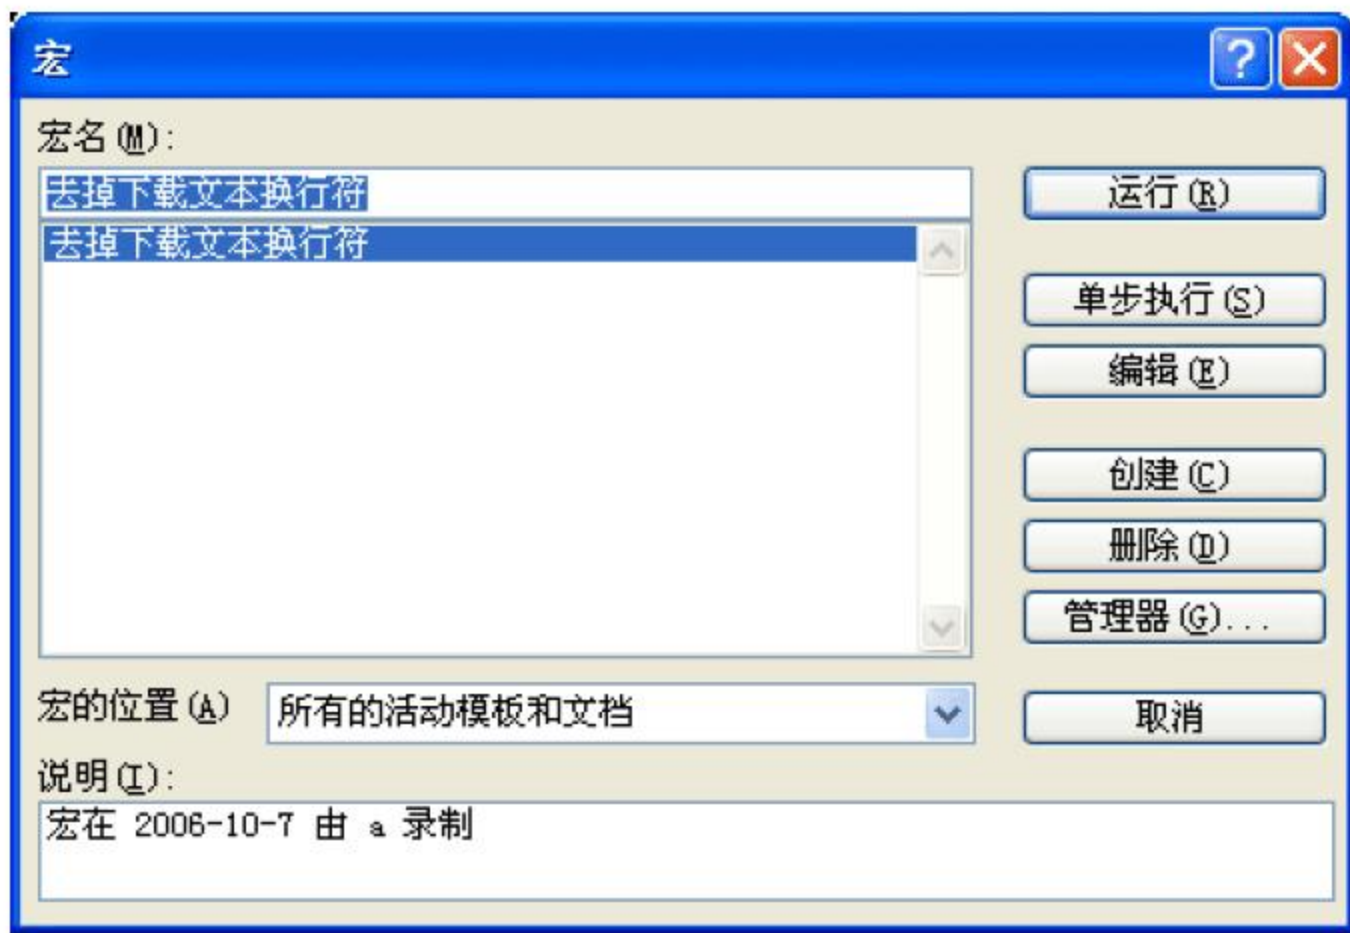 宏
宏名(M):
去掉下载文本换行符
去掉下载文本换行符
运行(R)
单步执行(S)
编辑(E)
创建(C)
删除(D)
管理器(G)...
宏的位置(A)
所有的活动模板和文档
取消
说明(I):
宏在 2006-10-7 由 a 录制